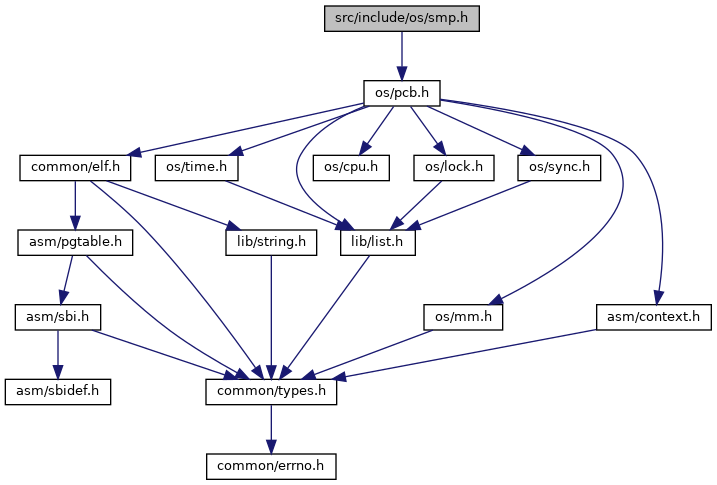 src/include/os/smp.h
os/pcb.h
common/elf.h
os/time.h
os/cpu.h
os/lock.h
os/sync.h
asm/pgtable.h
lib/string.h
lib/list.h
asm/sbi.h
os/mm.h
asm/context.h
asm/sbidef.h
common/types.h
common/errno.h